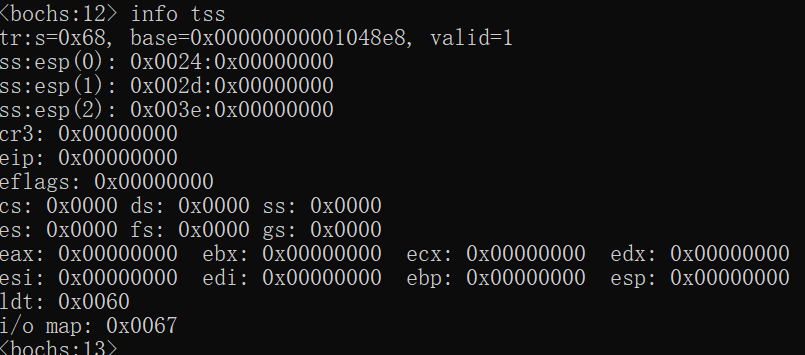 <bochs:12> info tss
tr:s=0x68, base=0x00000000001048e8, valid=1
ss:esp(0): 0x0024:0x00000000
ss:esp(1): 0x002d:0x00000000
ss:esp(2): 0x003e:0x00000000
cr3: 0x00000000
eip: 0x00000000
eflags: 0x00000000
cs: 0x0000 ds: 0x0000 ss: 0x0000
es: 0x0000 fs: 0x0000 gs: 0x0000
eax: 0x00000000  ebx: 0x00000000  ecx: 0x00000000  edx: 0x00000000
esi: 0x00000000  edi: 0x00000000  ebp: 0x00000000  esp: 0x00000000
ldt: 0x0060
i/o map: 0x0067
<bochs:13>